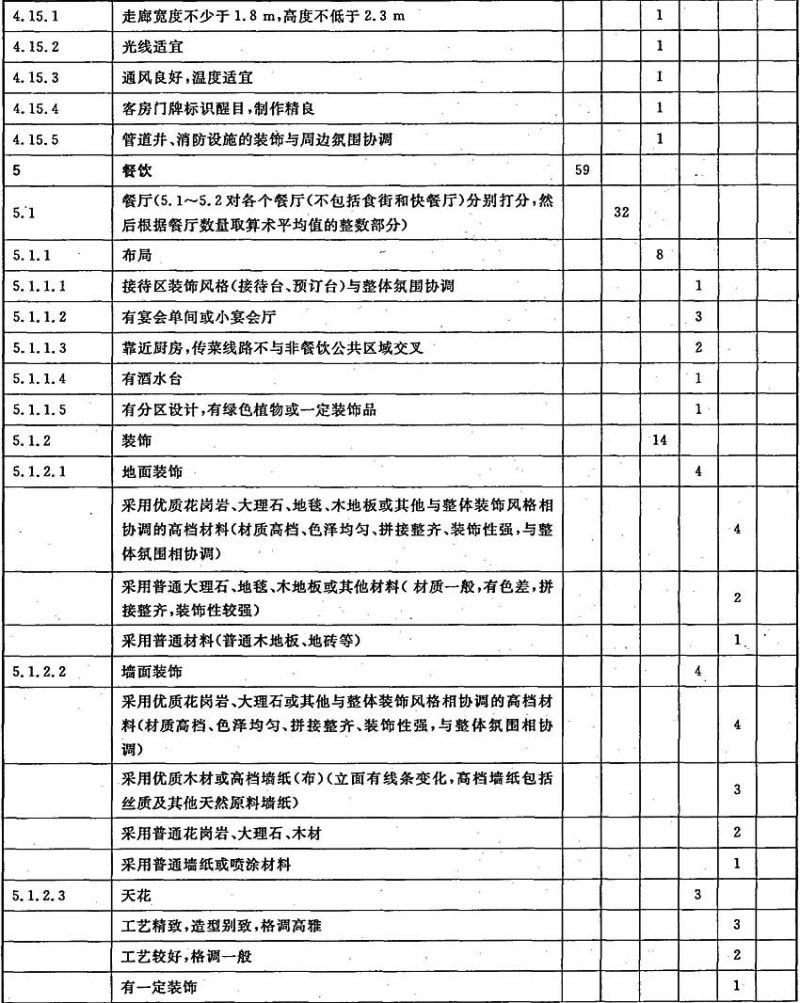 4.15.1 走廊宽度不少于1.8 m,高度不低于2.3 m 1
4.15.2 光线适宜 1
4.15.3 通风良好,温度适宜 1
4.15.4 客房门牌标识醒目,制作精良 1
4.15.5 管道井、消防设施的装饰与周边氛围协调 1
5 餐饮 59
5.1 餐厅(5.1～5.2对各个餐厅(不包括食街和快餐厅)分别打分,然
后根据餐厅数量取算术平均值的整数部分) 32
5.1.1 布局 8
5.1.1.1 接待区装饰风格(接待台、预订台)与整体氛围协调 1
5.1.1.2 有宴会单间或小宴会厅 3
5.1.1.3 靠近厨房,传菜线路不与非餐饮公共区域交叉 2
5.1.1.4 有酒水台 1
5.1.1.5 有分区设计,有绿色植物或一定装饰品 1
5.1.2 装饰 14
5.1.2.1 地面装饰 4
采用优质花岗岩、大理石、地毯、木地板或其他与整体装饰风格相
协调的高档材料(材质高档、色泽均匀、拼接整齐、装饰性强,与整
体氛围相协调) 4
采用普通大理石、地毯、木地板或其他材料(材质一般,有色差,拼
接整齐,装饰性较强) 2
采用普通材料(普通木地板、地砖等) 1
5.1.2.2 墙面装饰 4
采用优质花岗岩、大理石或其他与整体装饰风格相协调的高档材
料(材质高档、色泽均匀、拼接整齐、装饰性强,与整体氛围相协
调) 4
采用优质木材或高档墙纸(布)(立面有线条变化,高档墙纸包括
丝质及其他天然原料墙纸) 3
采用普通花岗岩、大理石、木材 2
采用普通墙纸或喷涂材料 1
5.1.2.3 天花 3
工艺精致,造型别致,格调高雅 3
工艺较好,格调一般 2
有一定装饰 1